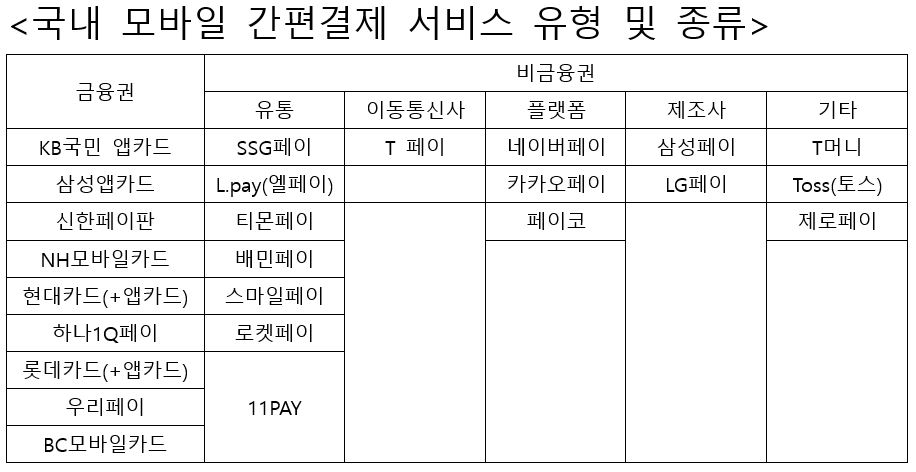 <국내 모바일 간편결제 서비스 유형 및 종류>
금융권 비금융권
유통 이동통신사 플랫폼 제조사 기타
KB국민 앱카드 SSG페이 T 페이 네이버페이 삼성페이 T머니
삼성앱카드 L.pay(엘페이) 카카오페이 LG페이 Toss(토스)
신한페이판 티몬페이 페이코 제로페이
NH모바일카드 배민페이
현대카드(+앱카드) 스마일페이
하나1Q페이 로켓페이
롯데카드(+앱카드)
우리페이 11PAY
BC모바일카드